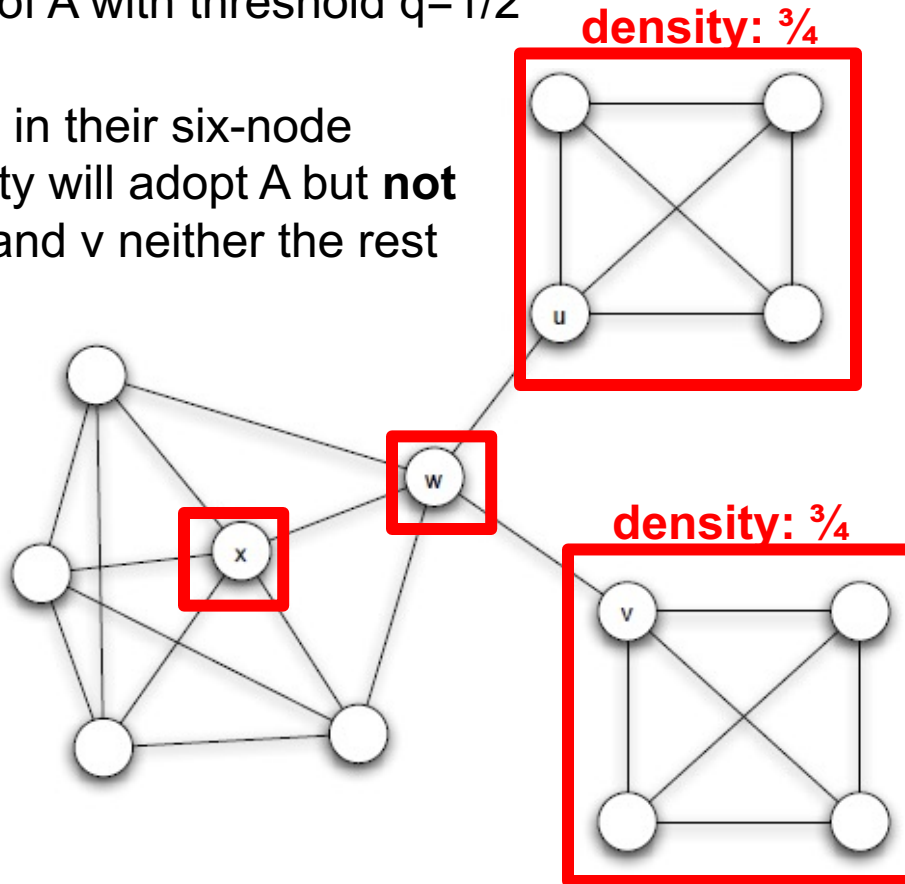 of A with threshold q=1/2
density: ¾
in their six-node
ty will adopt A but not
and v neither the rest
u
w
x
density: ¾
v